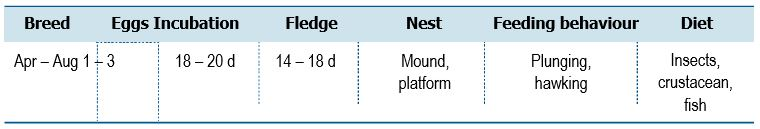 Breed Eggs Incubation Fledge Nest Feeding behaviour Diet
Apr – Aug 1 – 3 18 – 20 d 14 – 18 d Mound, Plunging, Insects,
platform hawking crustacean,
fish